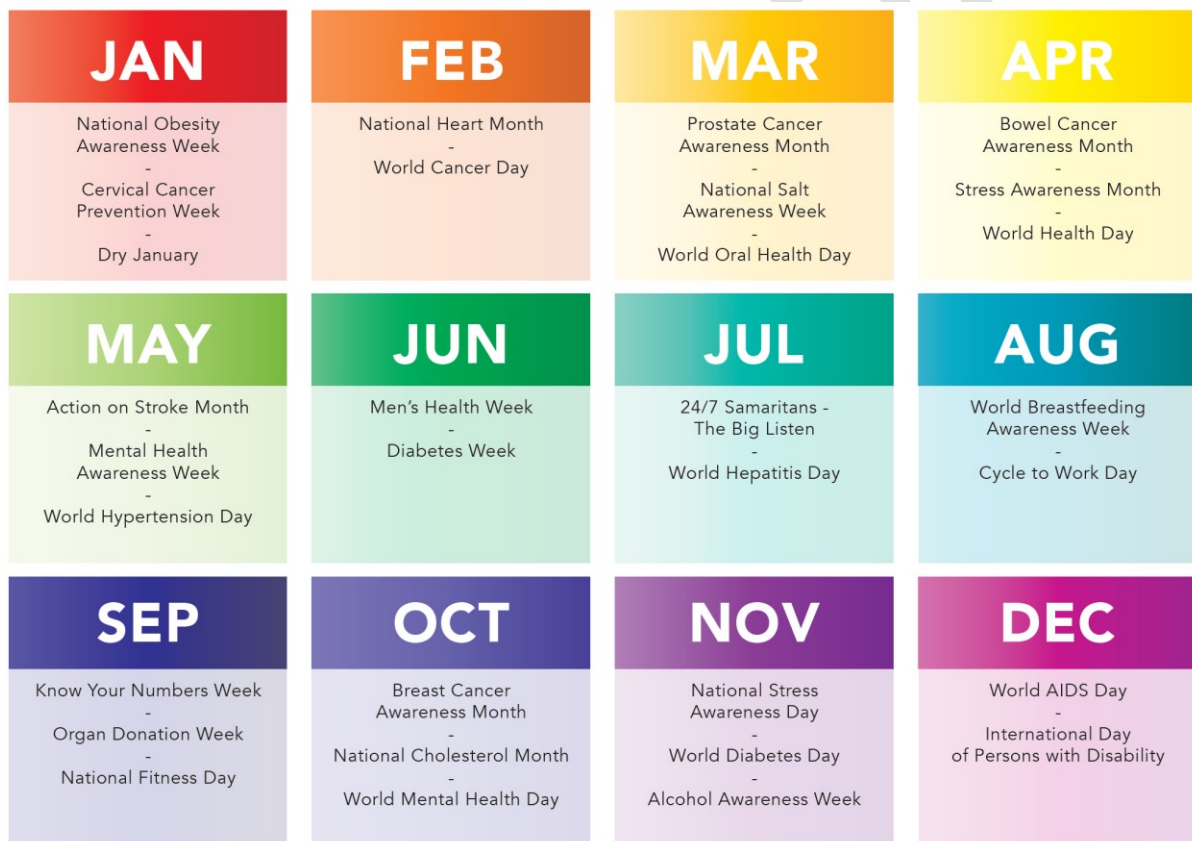 JAN
National Obesity
Awareness Week
-
Cervical Cancer
Prevention Week
-
Dry January
FEB
National Heart Month
-
World Cancer Day
MAR
Prostate Cancer
Awareness Month
-
National Salt
Awareness Week
-
World Oral Health Day
APR
Bowel Cancer
Awareness Month
-
Stress Awareness Month
-
World Health Day
MAY
Action on Stroke Month
-
Mental Health
Awareness Week
-
World Hypertension Day
JUN
Men’s Health Week
-
Diabetes Week
JUL
24/7 Samaritans -
The Big Listen
-
World Hepatitis Day
AUG
World Breastfeeding
Awareness Week
-
Cycle to Work Day
SEP
Know Your Numbers Week
-
Organ Donation Week
-
National Fitness Day
OCT
Breast Cancer
Awareness Month
-
National Cholesterol Month
-
World Mental Health Day
NOV
National Stress
Awareness Day
-
World Diabetes Day
-
Alcohol Awareness Week
DEC
World AIDS Day
-
International Day
of Persons with Disability